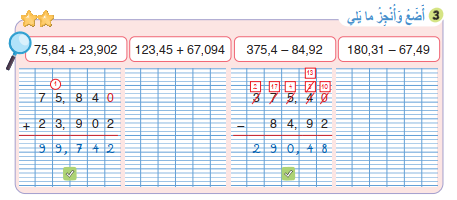 3 أَضَعُ وَأُنْجِزُ ما يَلي
75,84 + 23,902
123,45 + 67,094
375,4 – 84,92
180,31 – 67,49
1
7 5, 8 4 0
+ 2 3, 9 0 2
9 9, 7 4 2
13
2 17 4 3 10
3 7 5, 4 0
– 8 4, 9 2
2 9 0, 4 8